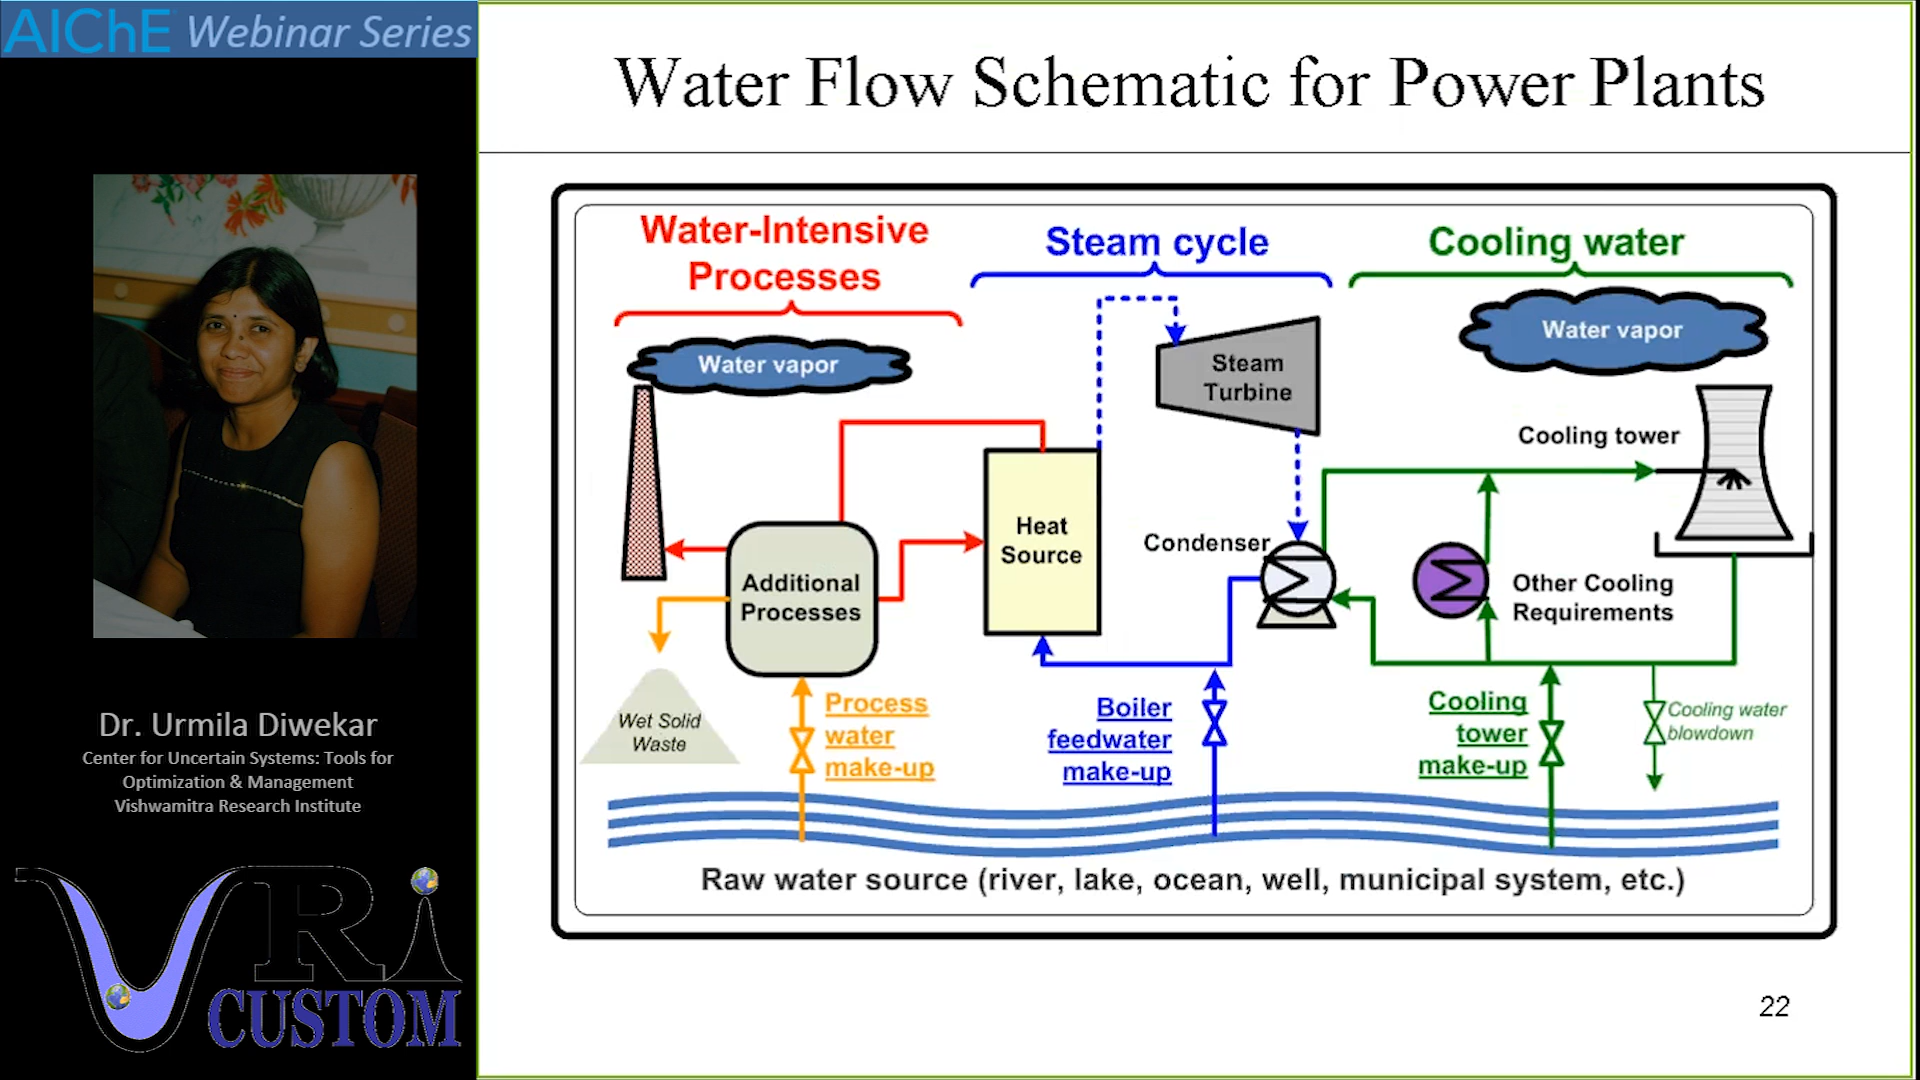 AIChE Webinar Series
Water Flow Schematic for Power Plants
Water-Intensive
Processes
Steam cycle
Cooling water
Water vapor
Water vapor
Steam
Turbine
Cooling tower
Heat
Source
Condenser
Additional
Processes
Other Cooling
Requirements
Wet Solid
Waste
Process
water
make-up
Boiler
feedwater
make-up
Cooling
tower
make-up
Cooling water
blowdown
Raw water source (river, lake, ocean, well, municipal system, etc.)
22
Dr. Urmila Diwekar
Center for Uncertain Systems: Tools for
Optimization & Management
Vishwamitra Research Institute
VRi
CUSTOM